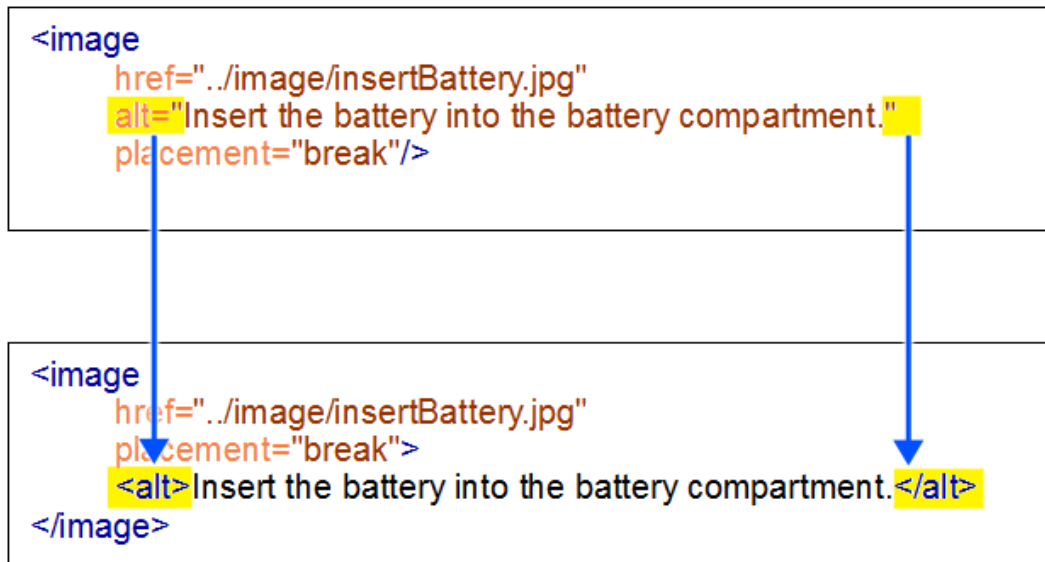 <image
href="../image/insertBattery.jpg"
alt="Insert the battery into the battery compartment."
placement="break"/>
<image
href="../image/insertBattery.jpg"
placement="break">
<alt>Insert the battery into the battery compartment.</alt>
</image>